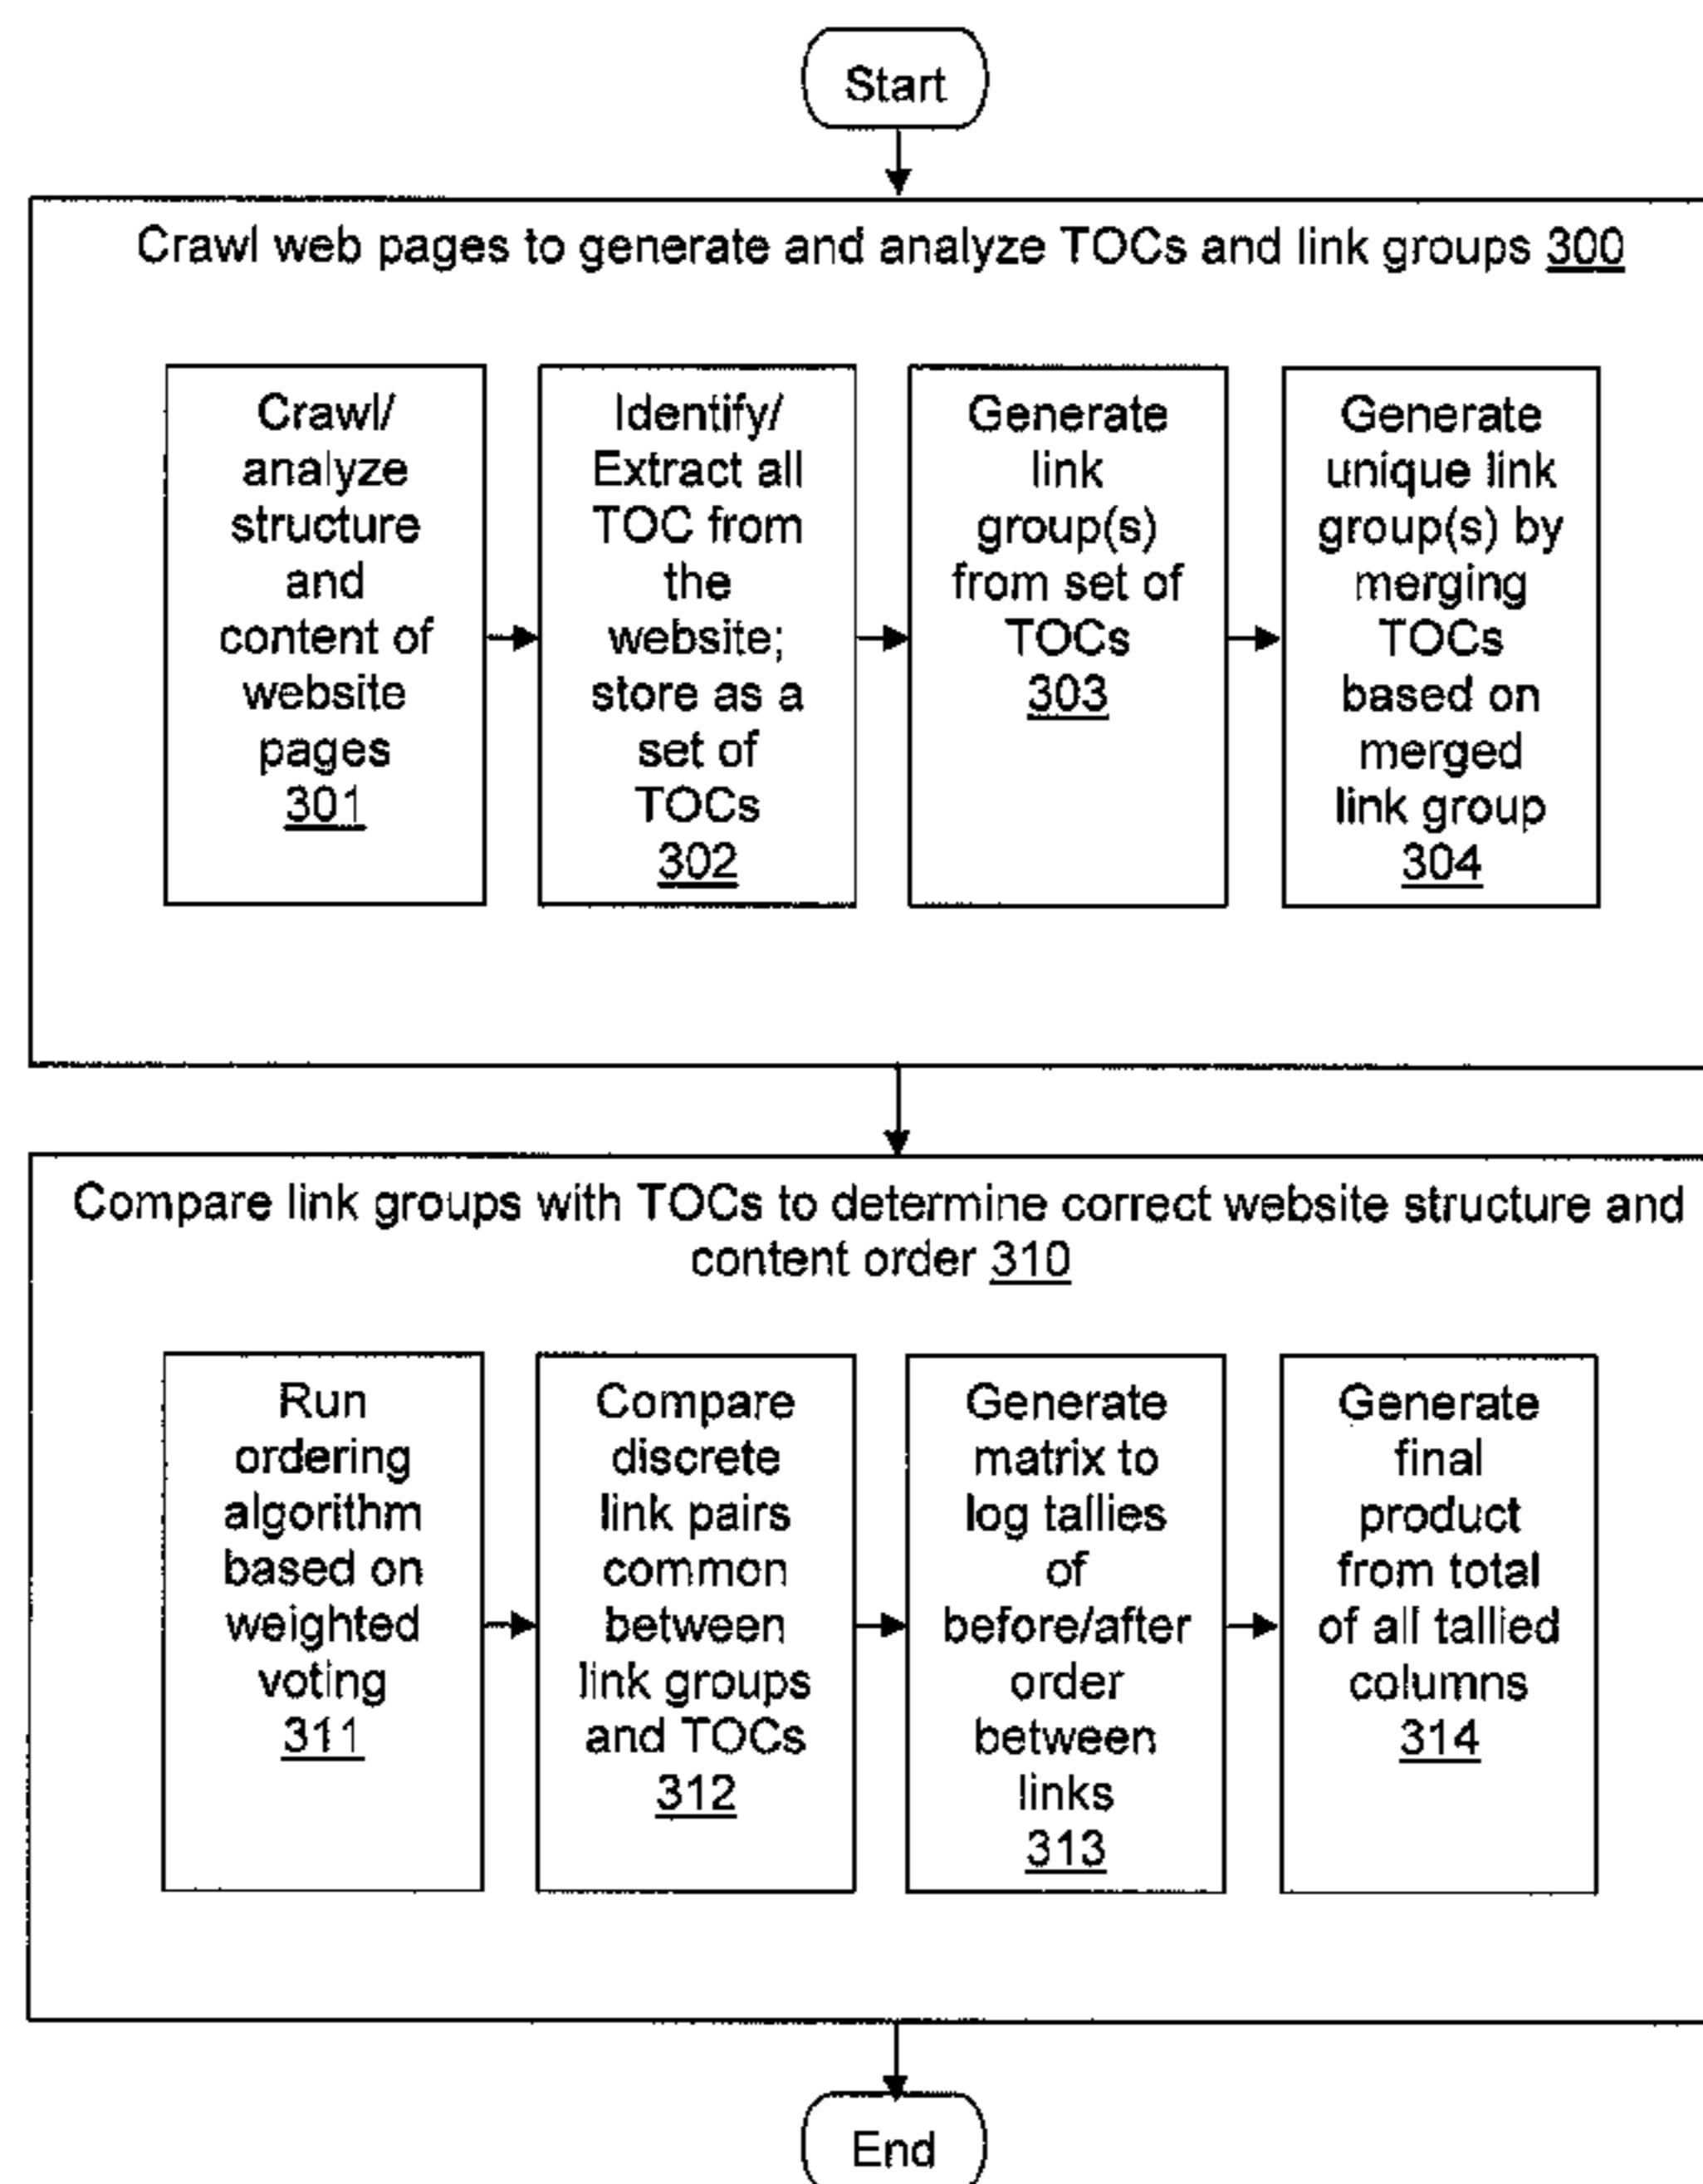 Start
Crawl web pages to generate and analyze TOCs and link groups 300
Crawl/
analyze
structure
and
content of
website
pages
301
Identify/
Extract all
TOC from
the
website;
store as a
set of
TOCs
302
Generate
link
group(s)
from set of
TOCs
303
Generate
unique link
group(s) by
merging
TOCs
based on
merged
link group
304
Compare link groups with TOCs to determine correct website structure and
content order 310
Run
ordering
algorithm
based on
weighted
voting
311
Compare
discrete
link pairs
common
between
link groups
and TOCs
312
Generate
matrix to
log tallies
of
before/after
order
between
links
313
Generate
final
product
from total
of all tallied
columns
314
End